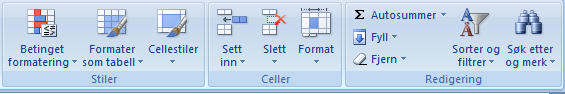 Betinget
formatering
Formater
som tabell
Cellestiler
Stiler
Sett
inn
Slett
Format
Celler
Σ Autosummer
Fyll
Fjern
Sorter og
filtrer
Søk etter
og merk
Redigering